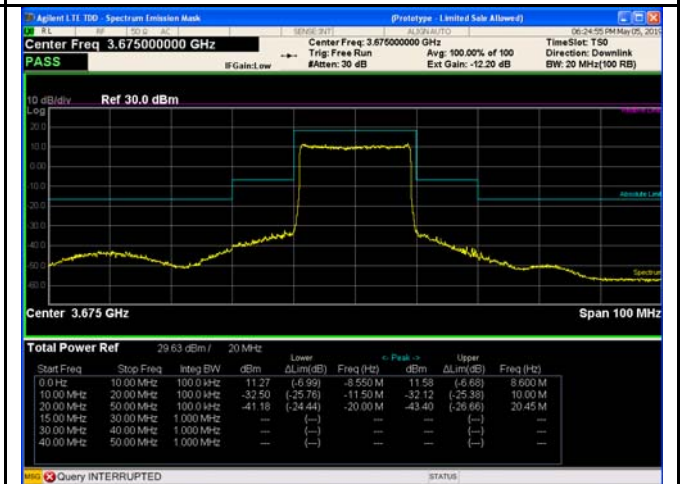 Agilent LTE TDD - Spectrum Emission Mask (Prototype - Limited Sale Allowed)
RL RF 50 Ω AC SENSE:INT ALIGN AUTO 06:24:55 PM May 05, 2019
Center Freq 3.675000000 GHz Center Freq: 3.675000000 GHz TimeSlot: TS0
Trig: Free Run Avg: 100.00% of 100 Direction: Downlink
PASS IFGain:Low #Atten: 30 dB Ext Gain: -12.20 dB BW: 20 MHz(100 RB)
10 dB/div Ref 30.0 dBm
Log
20.0
10.0
0.00
-10.0
Absolute Limit
-20.0
-30.0
-40.0
-50.0
Spectrum
-60.0
Center 3.675 GHz Span 100 MHz
Total Power Ref 29.63 dBm / 20 MHz
Lower <- Peak -> Upper
Start Freq Stop Freq Integ BW dBm ΔLim(dB) Freq (Hz) dBm ΔLim(dB) Freq (Hz)
0.0 Hz 10.00 MHz 100.0 kHz 11.27 (-6.99) -8.550 M 11.58 (-6.68) 8.600 M
10.00 MHz 20.00 MHz 100.0 kHz -32.50 (-25.76) -11.50 M -32.12 (-25.38) 10.00 M
20.00 MHz 50.00 MHz 100.0 kHz -41.18 (-24.44) -20.00 M -43.40 (-26.66) 20.45 M
15.00 MHz 30.00 MHz 1.000 MHz --- (---) --- --- (---) ---
30.00 MHz 40.00 MHz 1.000 MHz --- (---) --- --- (---) ---
40.00 MHz 50.00 MHz 1.000 MHz --- (---) --- --- (---) ---
MSG Query INTERRUPTED STATUS